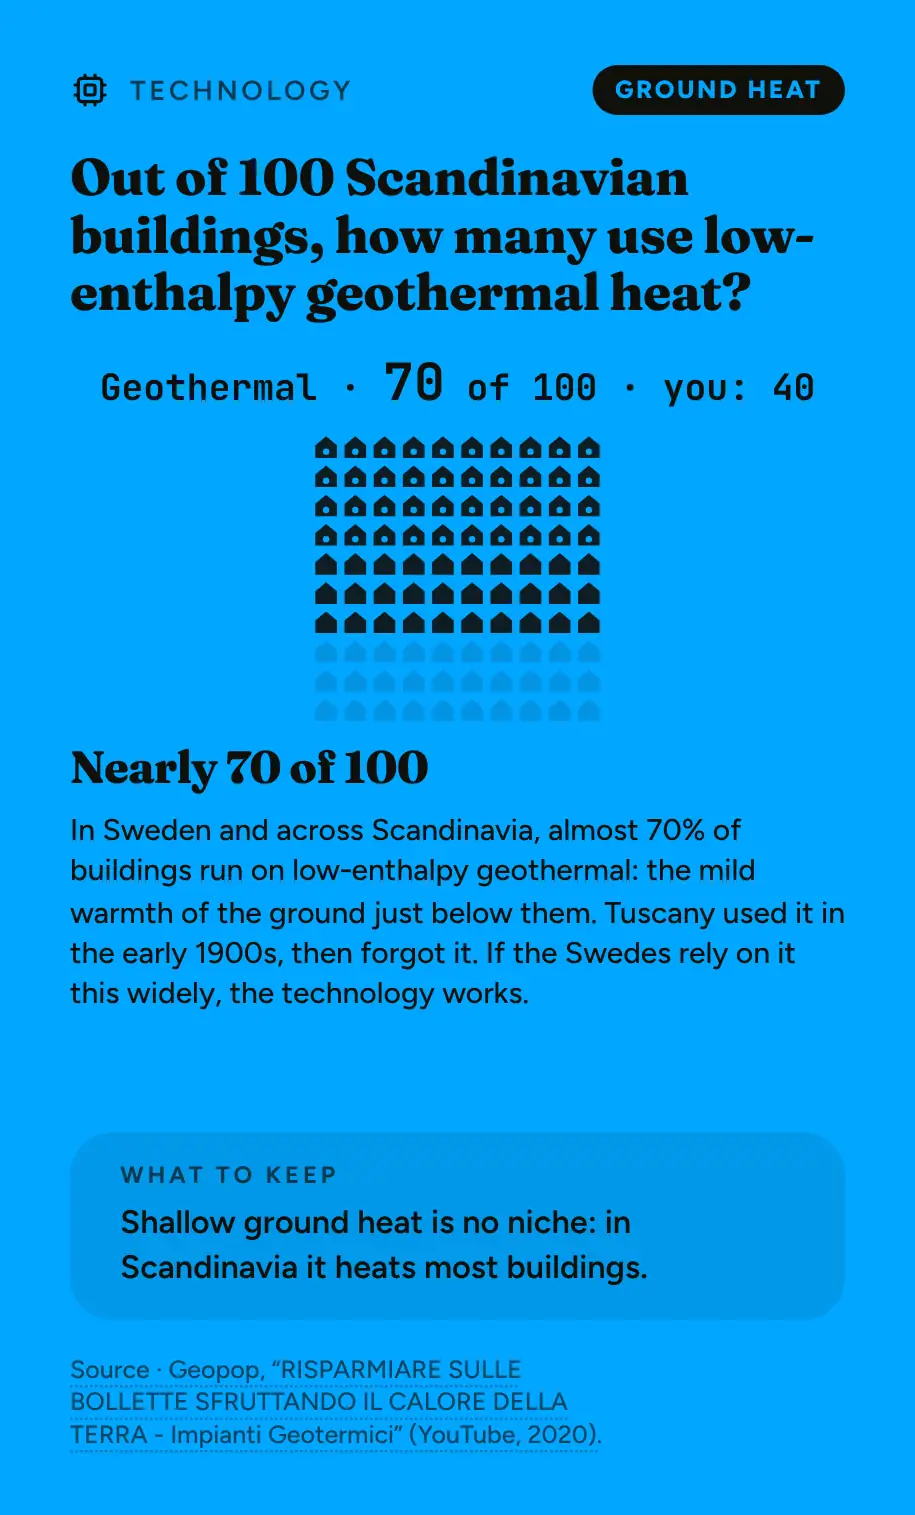 TECHNOLOGY
GROUND HEAT
Out of 100 Scandinavian
buildings, how many use low-
enthalpy geothermal heat?
Geothermal · 70 of 100 · you: 40
Nearly 70 of 100
In Sweden and across Scandinavia, almost 70% of
buildings run on low-enthalpy geothermal: the mild
warmth of the ground just below them. Tuscany used it in
the early 1900s, then forgot it. If the Swedes rely on it
this widely, the technology works.
WHAT TO KEEP
Shallow ground heat is no niche: in
Scandinavia it heats most buildings.
Source · Geopop, “RISPARMIARE SULLE
BOLLETTE SFRUTTANDO IL CALORE DELLA
TERRA - Impianti Geotermici” (YouTube, 2020).